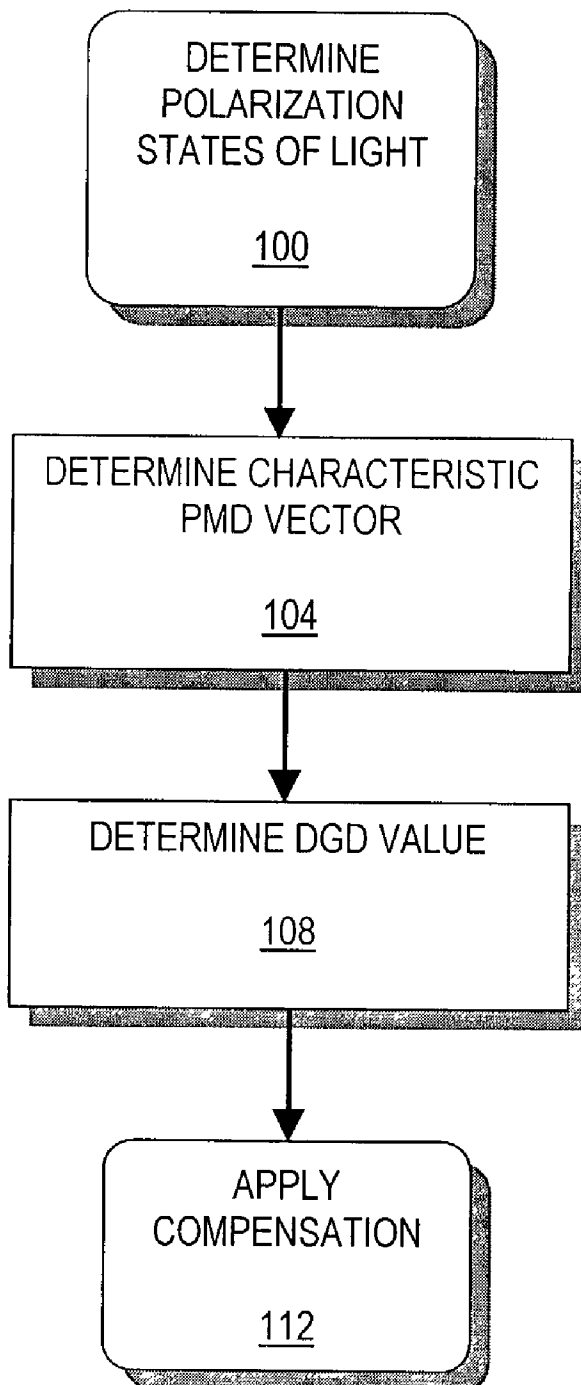 DETERMINE
POLARIZATION
STATES OF LIGHT
100
DETERMINE CHARACTERISTIC
PMD VECTOR
104
DETERMINE DGD VALUE
108
APPLY
COMPENSATION
112